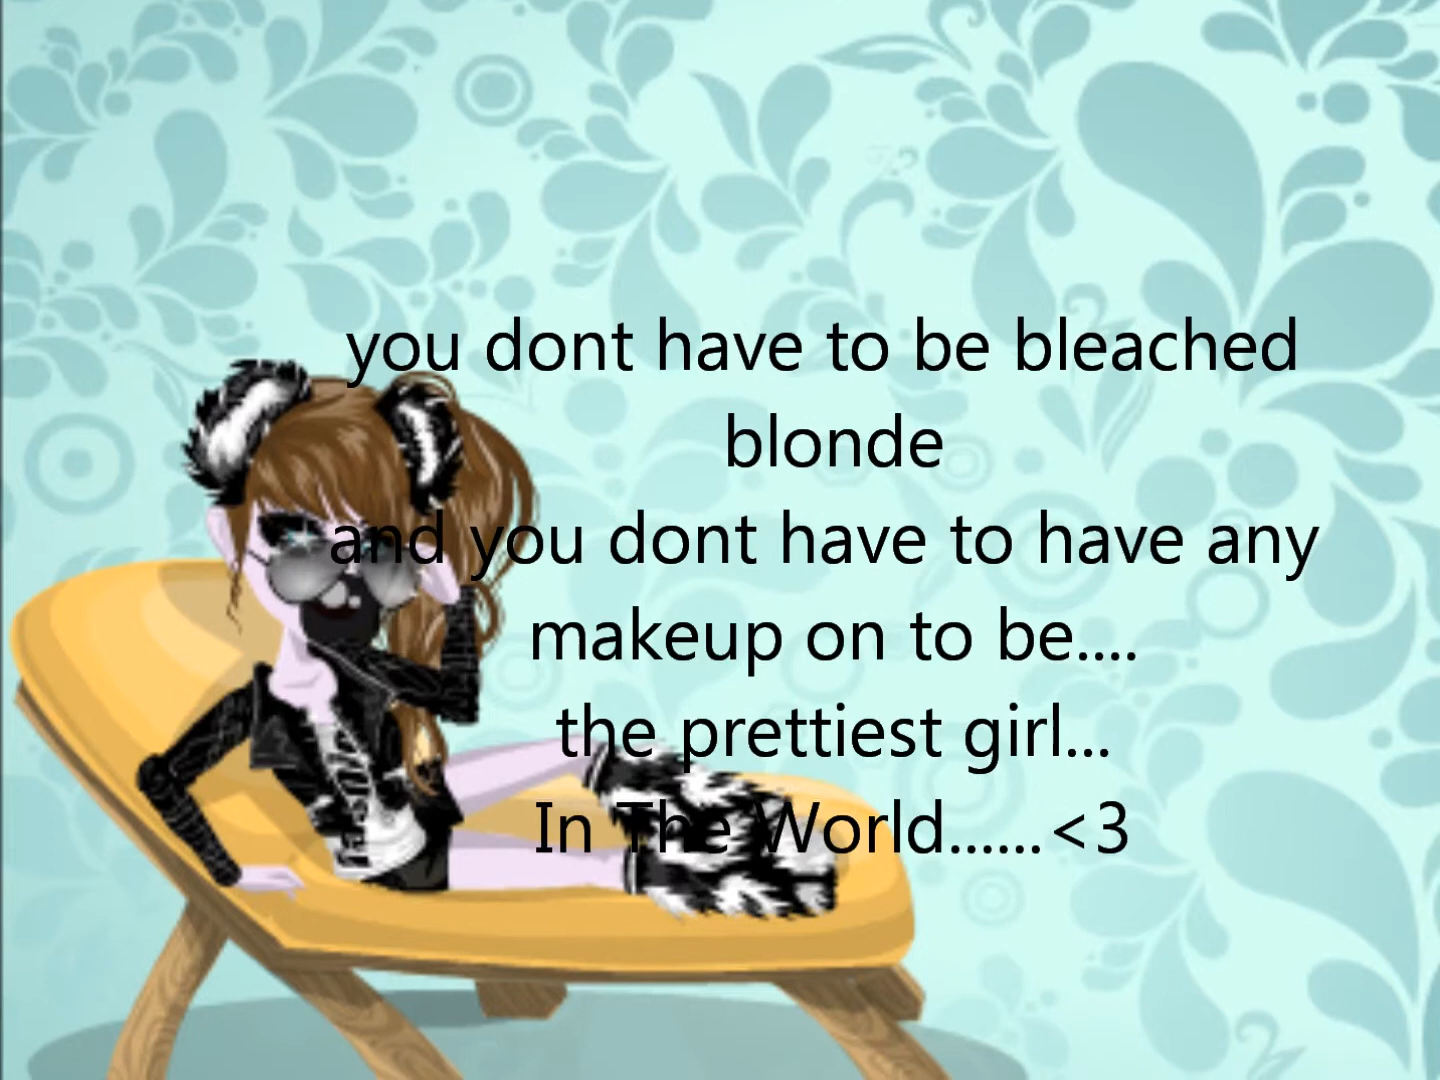 you dont have to be bleached
blonde
and you dont have to have any
makeup on to be....
the prettiest girl...
In The World......<3